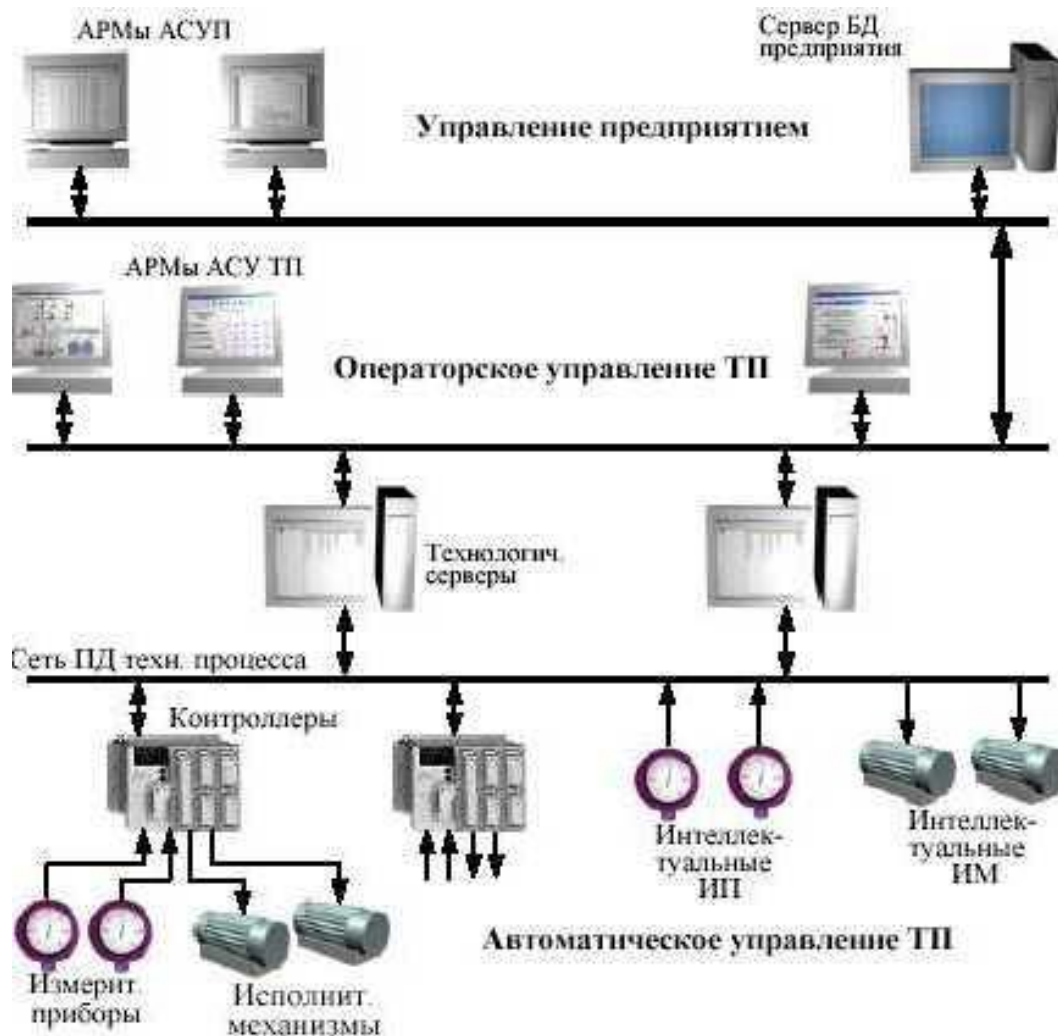 АРМы АСУП
Сервер БД
предприятия
Управление предприятием
АРМы АСУ ТП
Операторское управление ТП
Технологич.
серверы
Сеть ПД техн. процесса
Контроллеры
Интеллек-
туальные
ИП
Интеллек-
туальные
ИМ
Автоматическое управление ТП
Измерит.
приборы
Исполнит.
механизмы